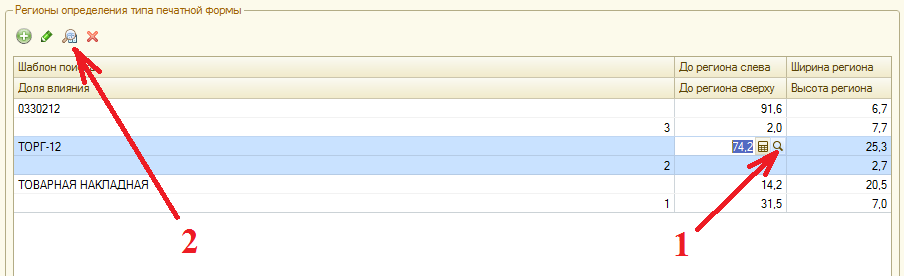 Регионы определения типа печатной формы
Шаблон пои До региона слева Ширина региона
Доля влияния До региона сверху Высота региона
0330212 91,6 6,7
3 2,0 7,7
ТОРГ-12 74,2 25,3
2 2,7
ТОВАРНАЯ НАКЛАДНАЯ 14,2 20,5
1 31,5 7,0
2 1